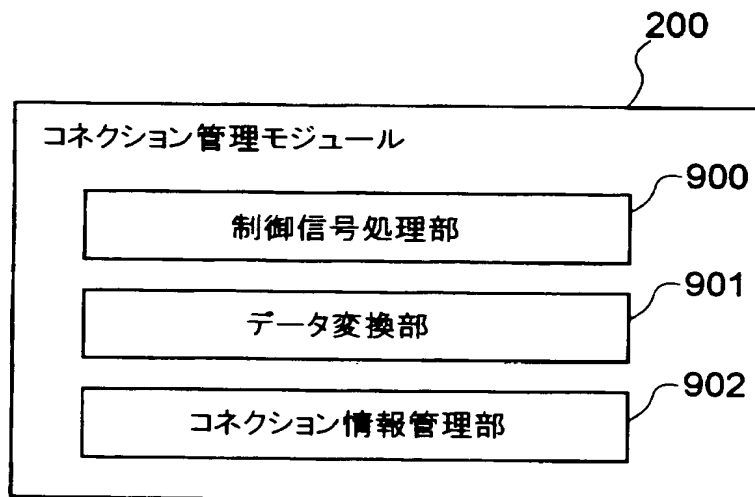 200
コネクション管理モジュール
900
制御信号処理部
901
データ変換部
902
コネクション情報管理部